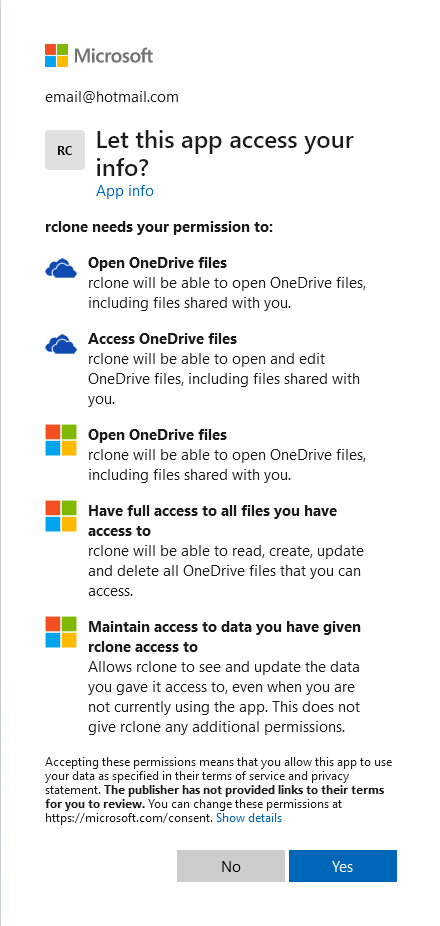 Microsoft
email@hotmail.com
RC
Let this app access your
info?
App info
rclone needs your permission to:
Open OneDrive files
rclone will be able to open OneDrive files,
including files shared with you.
Access OneDrive files
rclone will be able to open and edit
OneDrive files, including files shared with
you.
Open OneDrive files
rclone will be able to open OneDrive files,
including files shared with you.
Have full access to all files you have
access to
rclone will be able to read, create, update
and delete all OneDrive files that you can
access.
Maintain access to data you have given
rclone access to
Allows rclone to see and update the data
you gave it access to, even when you are
not currently using the app. This does not
give rclone any additional permissions.
Accepting these permissions means that you allow this app to use
your data as specified in their terms of service and privacy
statement. The publisher has not provided links to their terms
for you to review. You can change these permissions at
https://microsoft.com/consent. Show details
No
Yes